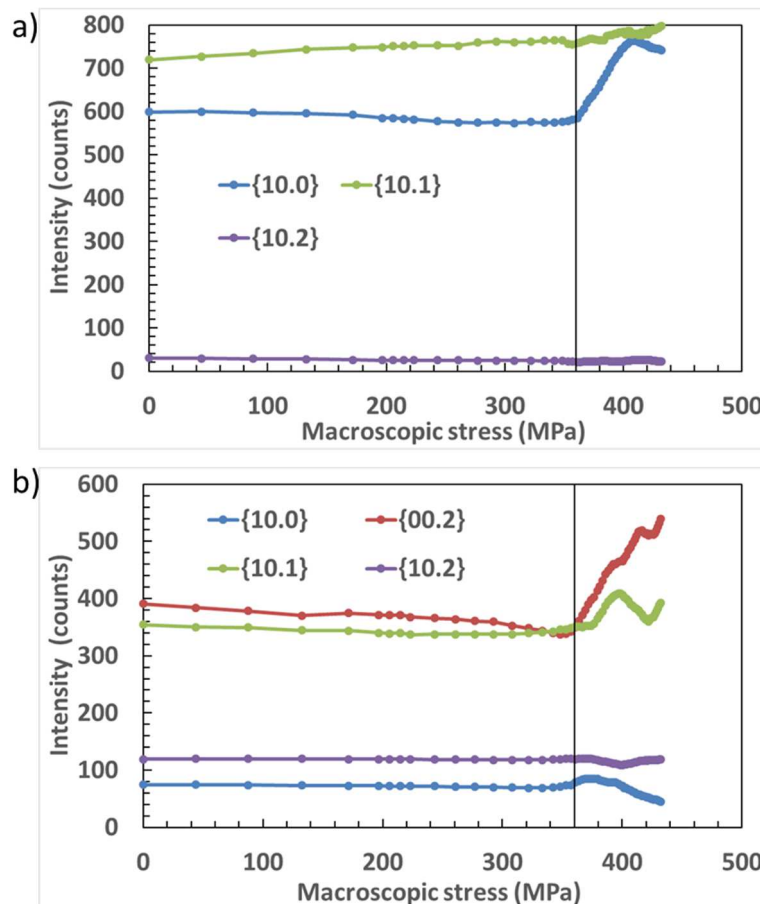 a)
800
700
600
500
400
300
200
100
0
Intensity (counts)
{10.0} {10.1}
{10.2}
0 100 200 300 400 500
Macroscopic stress (MPa)
b)
600
500
400
300
200
100
0
Intensity (counts)
{10.0} {00.2}
{10.1} {10.2}
0 100 200 300 400 500
Macroscopic stress (MPa)